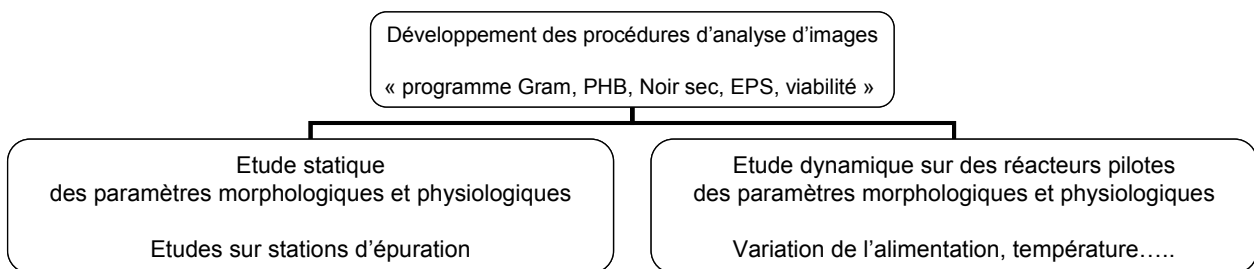 Développement des procédures d’analyse d’images
« programme Gram, PHB, Noir sec, EPS, viabilité »
Etude statique
des paramètres morphologiques et physiologiques
Etudes sur stations d’épuration
Etude dynamique sur des réacteurs pilotes
des paramètres morphologiques et physiologiques
Variation de l’alimentation, température…..